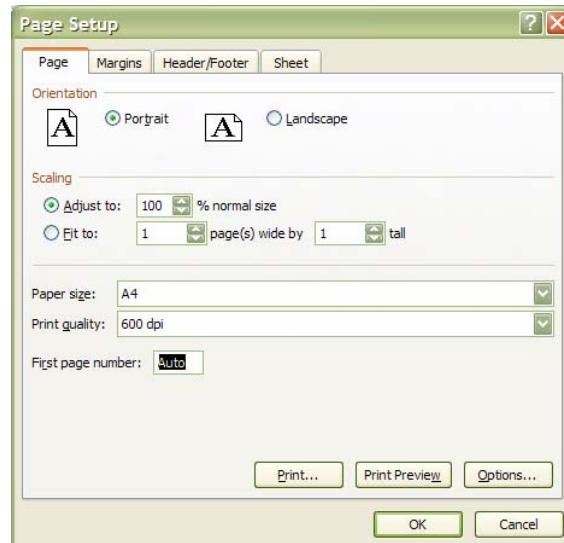 Page Setup
Page Margins Header/Footer Sheet
Orientation
A Portrait A Landscape
Scaling
Adjust to: 100 % normal size
Fit to: 1 page(s) wide by 1 tall
Paper size: A4
Print quality: 600 dpi
First page number: Auto
Print... Print Preview Options...
OK Cancel